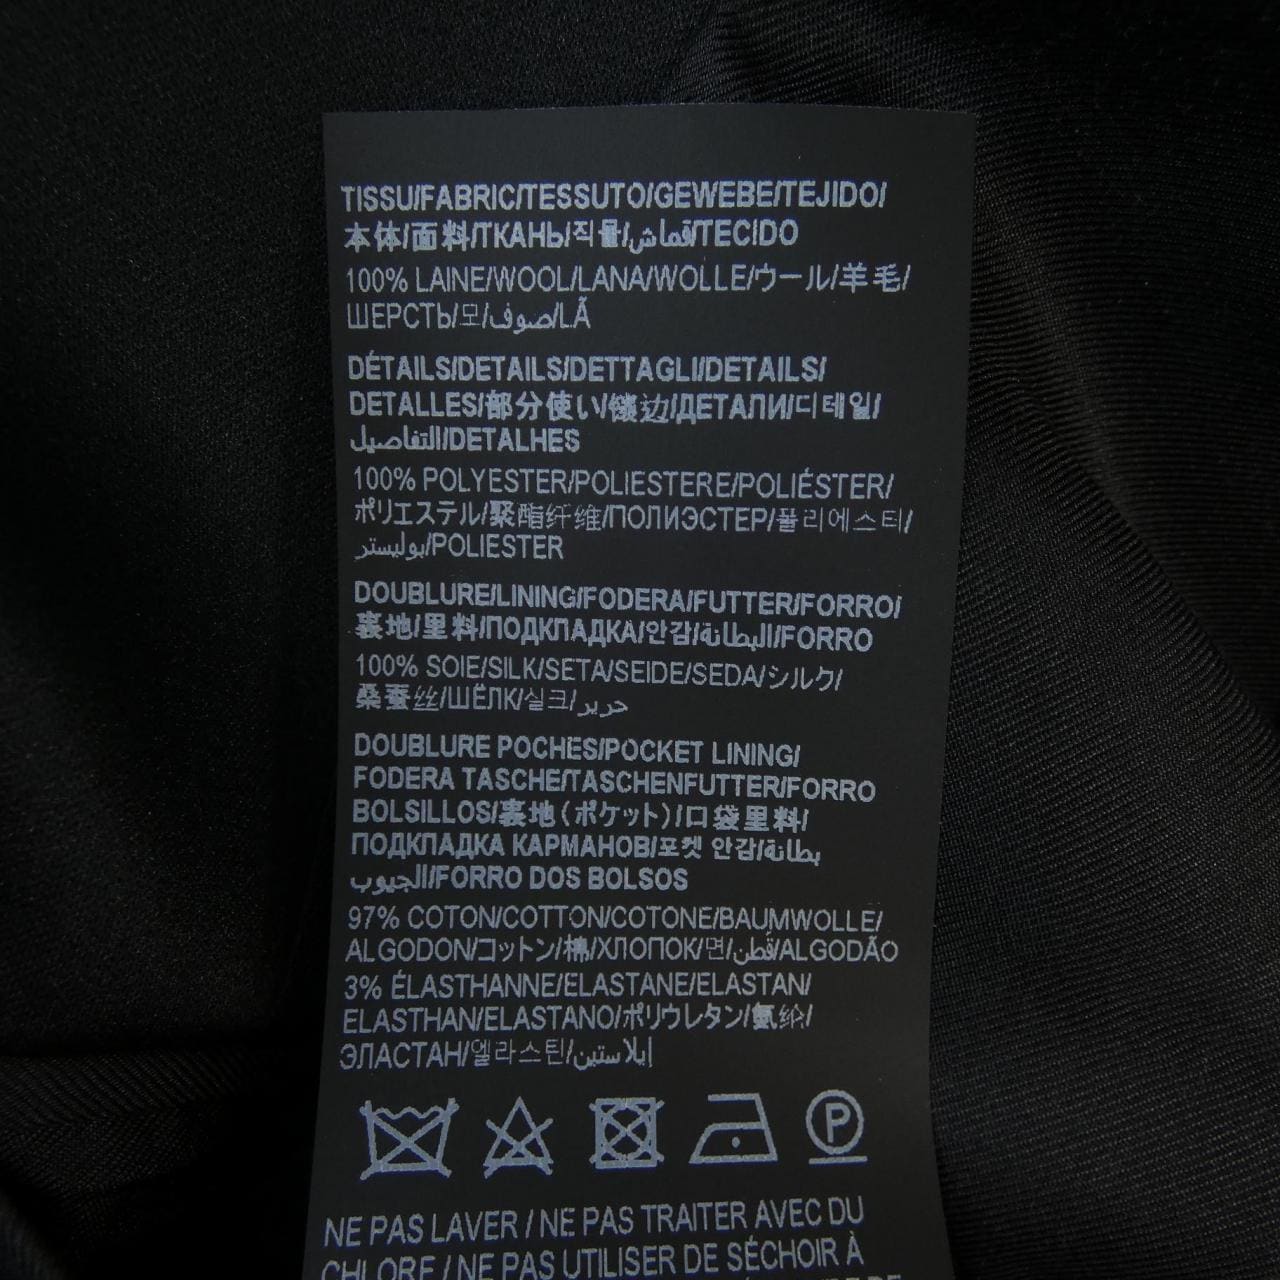 TISSU/FABRIC/TESSUTO/GEWEBE/TEJIDO/
本体/面料/ТКАНЬ/직물/قماش/TECIDO
100% LAINE/WOOL/LANA/WOLLE/ウール/羊毛/
ШЕРСТЬ/모/صوف/LÃ
DÉTAILS/DETAILS/DETTAGLI/DETAILS/
DETALLES/部分使い/镶边/ДЕТАЛИ/디테일/
التفاصيل/DETALHES
100% POLYESTER/POLIESTERE/POLIÉSTER/
ポリエステル/聚酯纤维/ПОЛИЭСТЕР/폴리에스터/
بوليستر/POLIESTER
DOUBLURE/LINING/FODERA/FUTTER/FORRO/
裏地/里料/ПОДКЛАДКА/안감/البطانة/FORRO
100% SOIE/SILK/SETA/SEIDE/SEDA/シルク/
桑蚕丝/ШЁЛК/실크/حرير
DOUBLURE POCHES/POCKET LINING/
FODERA TASCHE/TASCHENFUTTER/FORRO
BOLSILLOS/裏地(ポケット)/口袋里料/
ПОДКЛАДКА КАРМАНОВ/포켓 안감/بطانة
الجيوب/FORRO DOS BOLSOS
97% COTON/COTTON/COTONE/BAUMWOLLE/
ALGODON/コットン/棉/ХЛОПОК/면/قُطن/ALGODÃO
3% ÉLASTHANNE/ELASTANE/ELASTAN/
ELASTHAN/ELASTANO/ポリウレタン/氨纶/
ЭЛАСТАН/엘라스틴/إيلاستين
P
NE PAS LAVER / NE PAS TRAITER AVEC DU
CHLORE / NE PAS UTILISER DE SÉCHOIR À